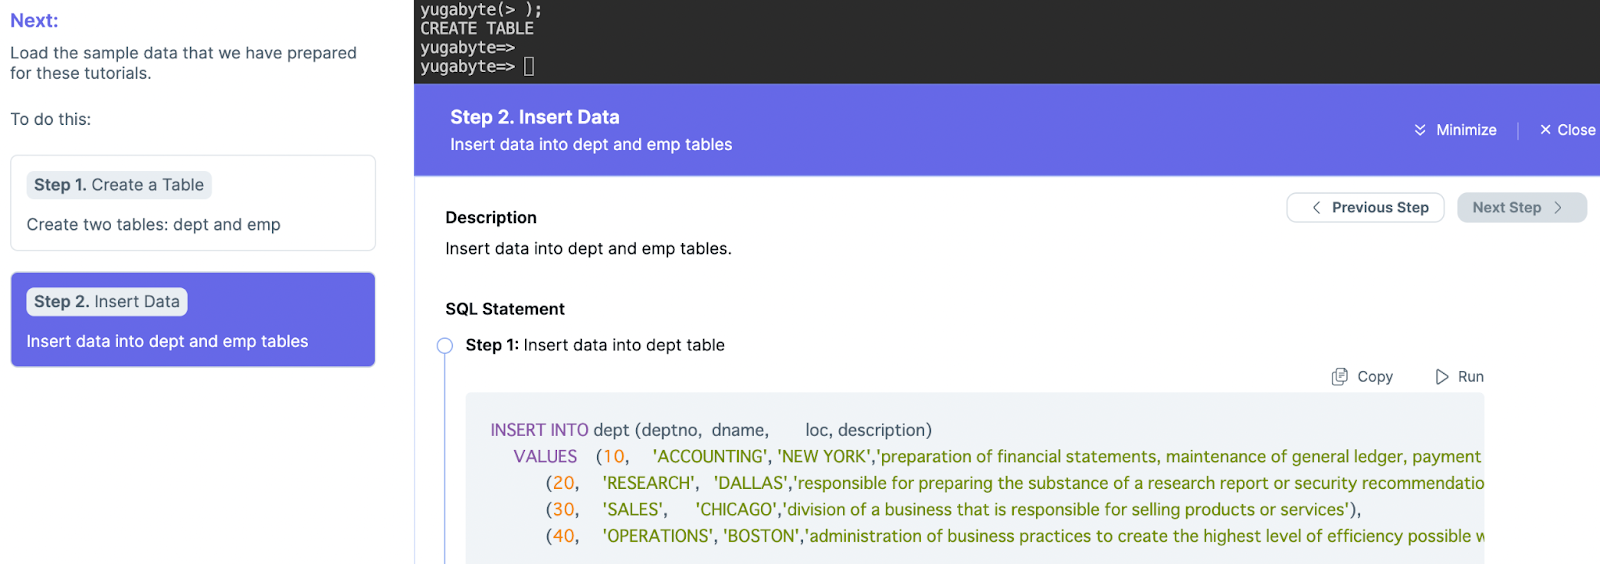 Next:
Load the sample data that we have prepared
for these tutorials.
To do this:
Step 1. Create a Table
Create two tables: dept and emp
Step 2. Insert Data
Insert data into dept and emp tables
yugabyte(> );
CREATE TABLE
yugabyte=>
yugabyte=>
Step 2. Insert Data
Insert data into dept and emp tables
Minimize
Close
Previous Step
Next Step
Description
Insert data into dept and emp tables.
SQL Statement
Step 1: Insert data into dept table
Copy
Run
INSERT INTO dept (deptno, dname, loc, description)
VALUES (10, 'ACCOUNTING', 'NEW YORK','preparation of financial statements, maintenance of general ledger, payment
(20, 'RESEARCH', 'DALLAS','responsible for preparing the substance of a research report or security recommendatio
(30, 'SALES', 'CHICAGO','division of a business that is responsible for selling products or services'),
(40, 'OPERATIONS', 'BOSTON','administration of business practices to create the highest level of efficiency possible w